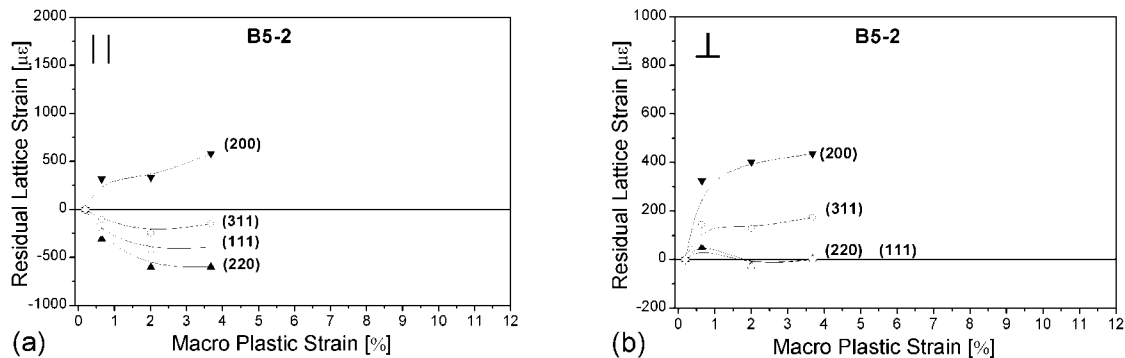 B5-2
||
Residual Lattice Strain [με]
2000
1500
1000
500
0
-500
-1000
(200)
(311)
(111)
(220)
0 1 2 3 4 5 6 7 8 9 10 11 12
Macro Plastic Strain [%]
(a)
B5-2
⊥
Residual Lattice Strain [με]
1000
800
600
400
200
0
-200
(200)
(311)
(220) (111)
0 1 2 3 4 5 6 7 8 9 10 11 12
Macro Plastic Strain [%]
(b)